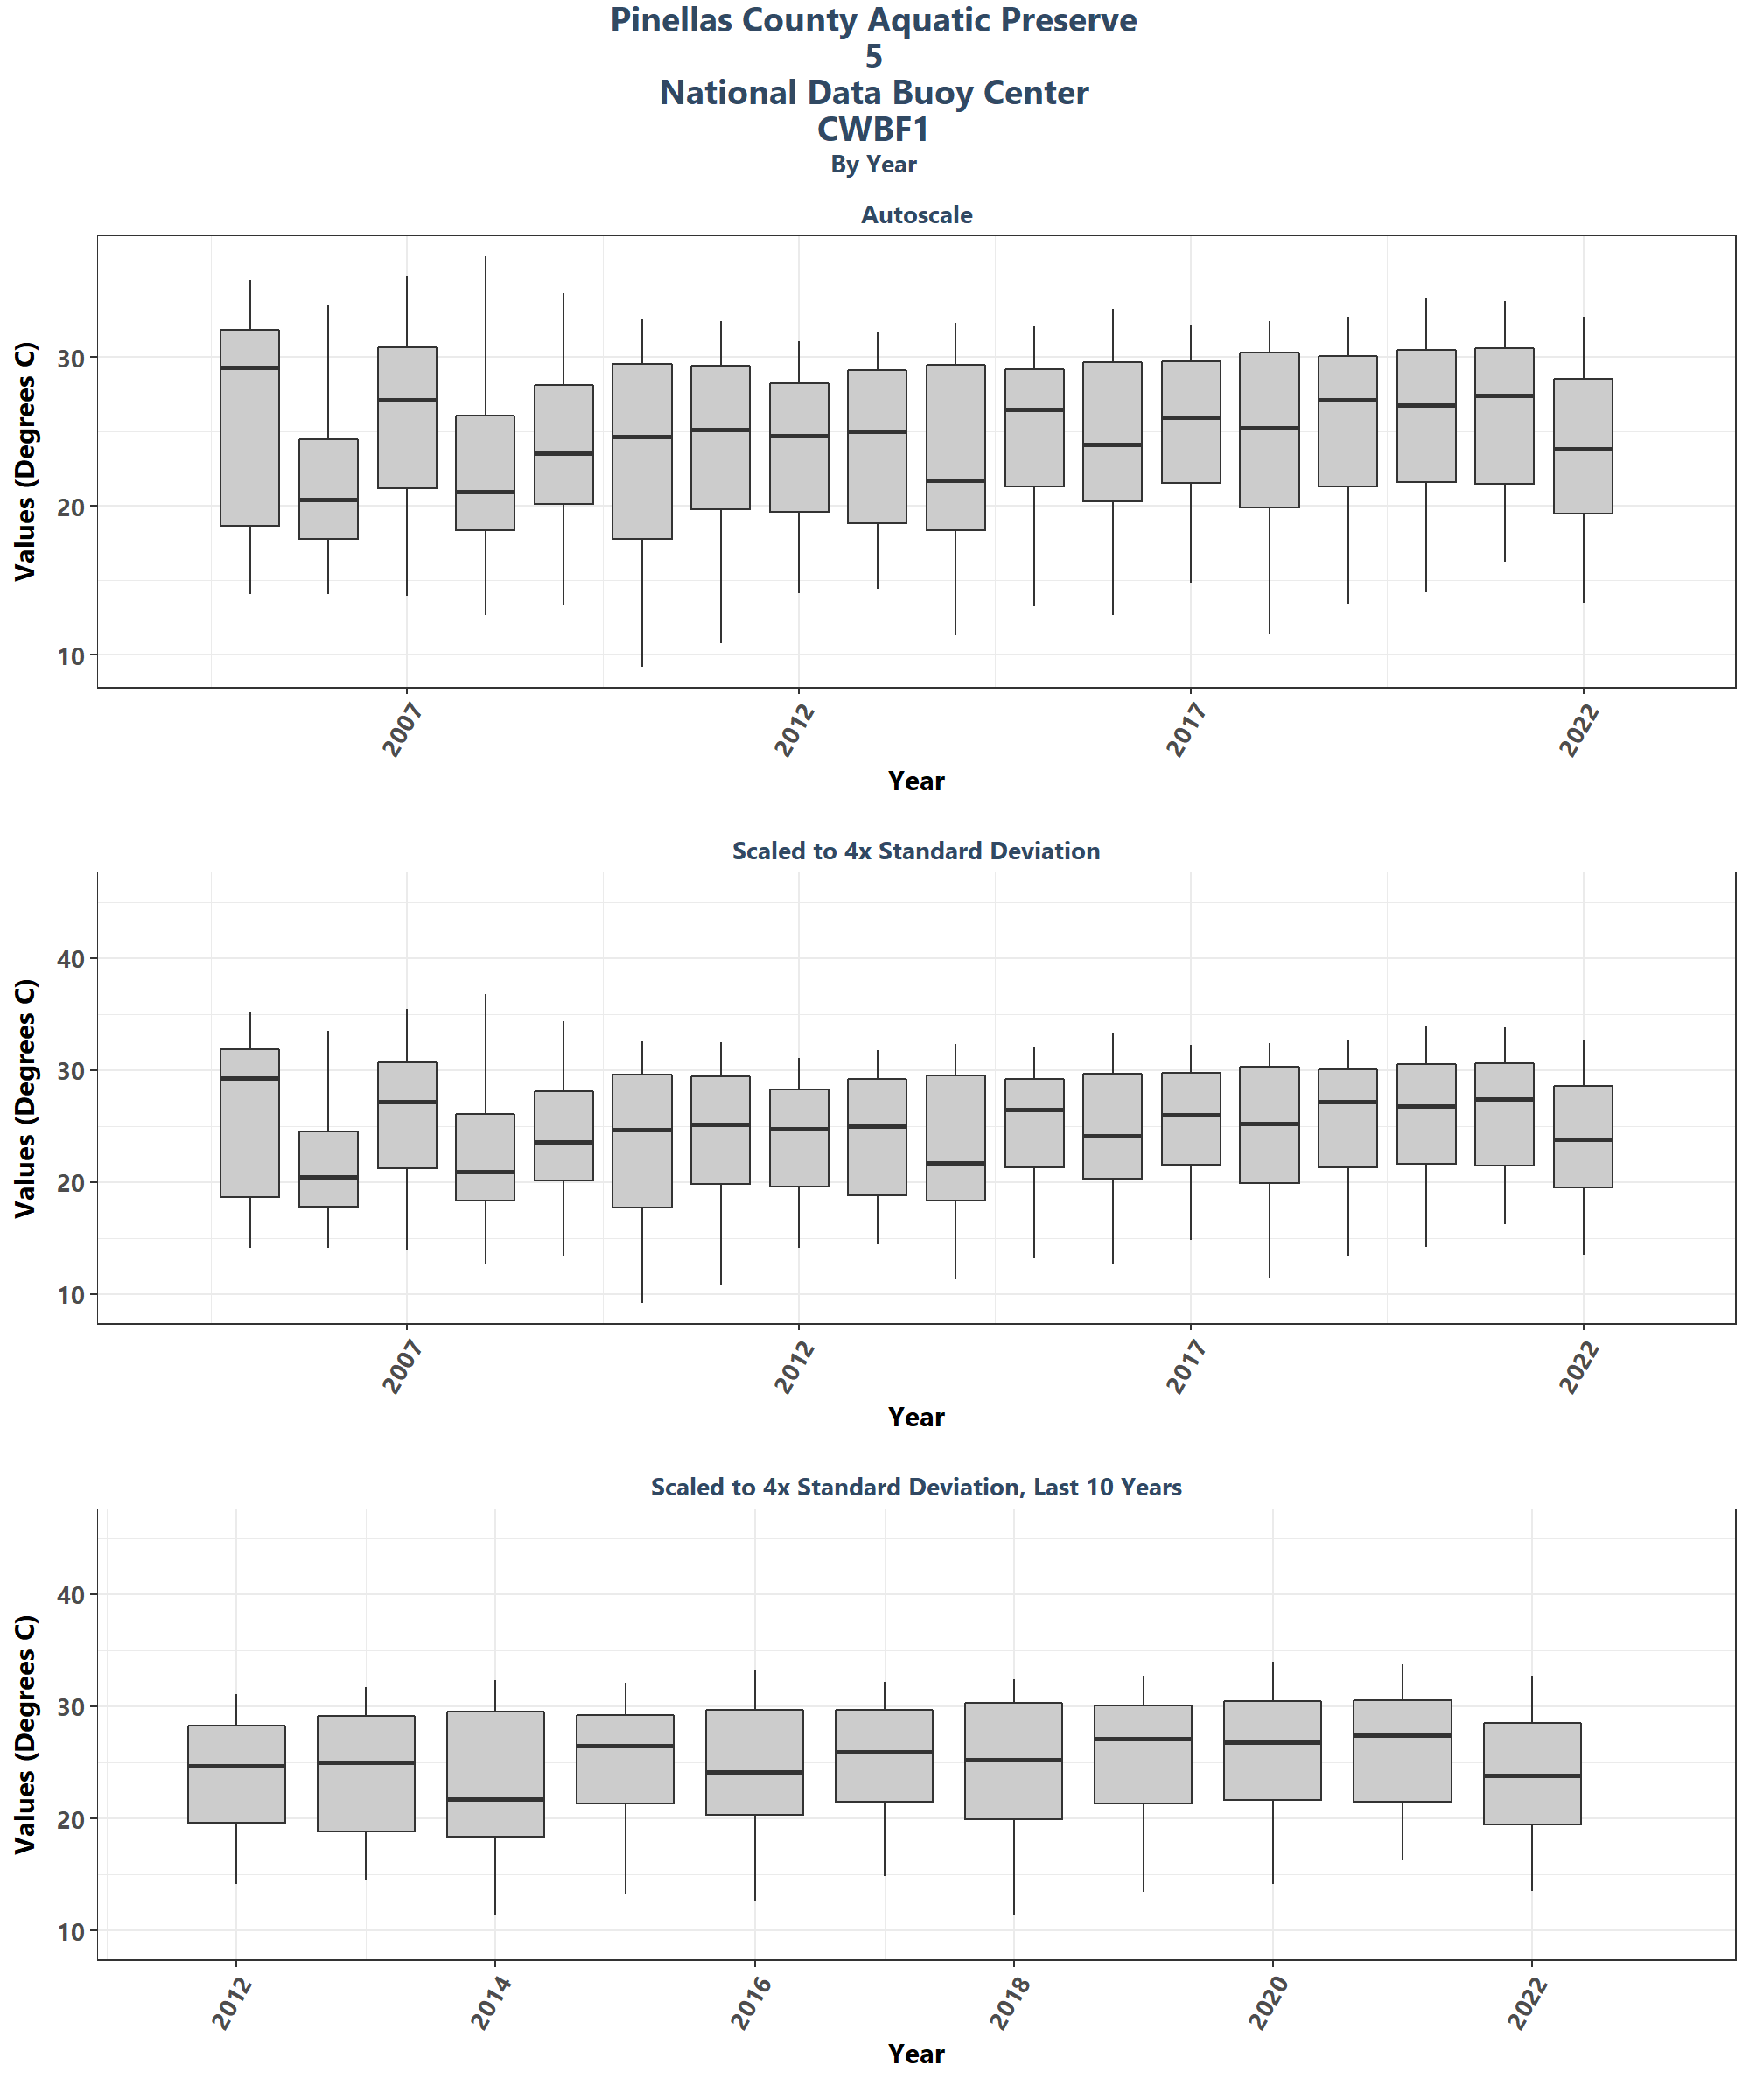 Pinellas County Aquatic Preserve
5
National Data Buoy Center
CWBF1
By Year
Autoscale
Values (Degrees C)
30
20
10
2007
2012
2017
2022
Year
Scaled to 4x Standard Deviation
Values (Degrees C)
40
30
20
10
2007
2012
2017
2022
Year
Scaled to 4x Standard Deviation, Last 10 Years
Values (Degrees C)
40
30
20
10
2012
2014
2016
2018
2020
2022
Year